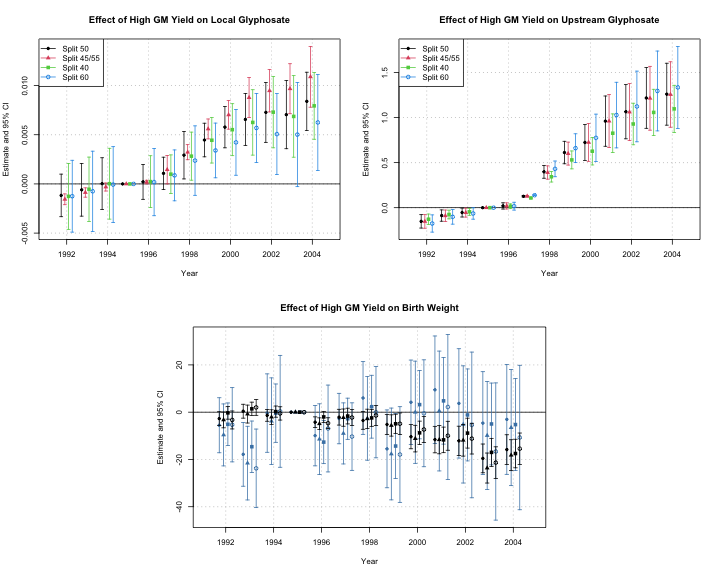 Effect of High GM Yield on Local Glyphosate
Estimate and 95% CI
0.010
0.005
0.000
-0.005
Split 50
Split 45/55
Split 40
Split 60
1992 1994 1996 1998 2000 2002 2004
Year
Effect of High GM Yield on Upstream Glyphosate
Estimate and 95% CI
1.5
1.0
0.5
0.0
Split 50
Split 45/55
Split 40
Split 60
1992 1994 1996 1998 2000 2002 2004
Year
Effect of High GM Yield on Birth Weight
Estimate and 95% CI
20
0
-20
-40
1992 1994 1996 1998 2000 2002 2004
Year